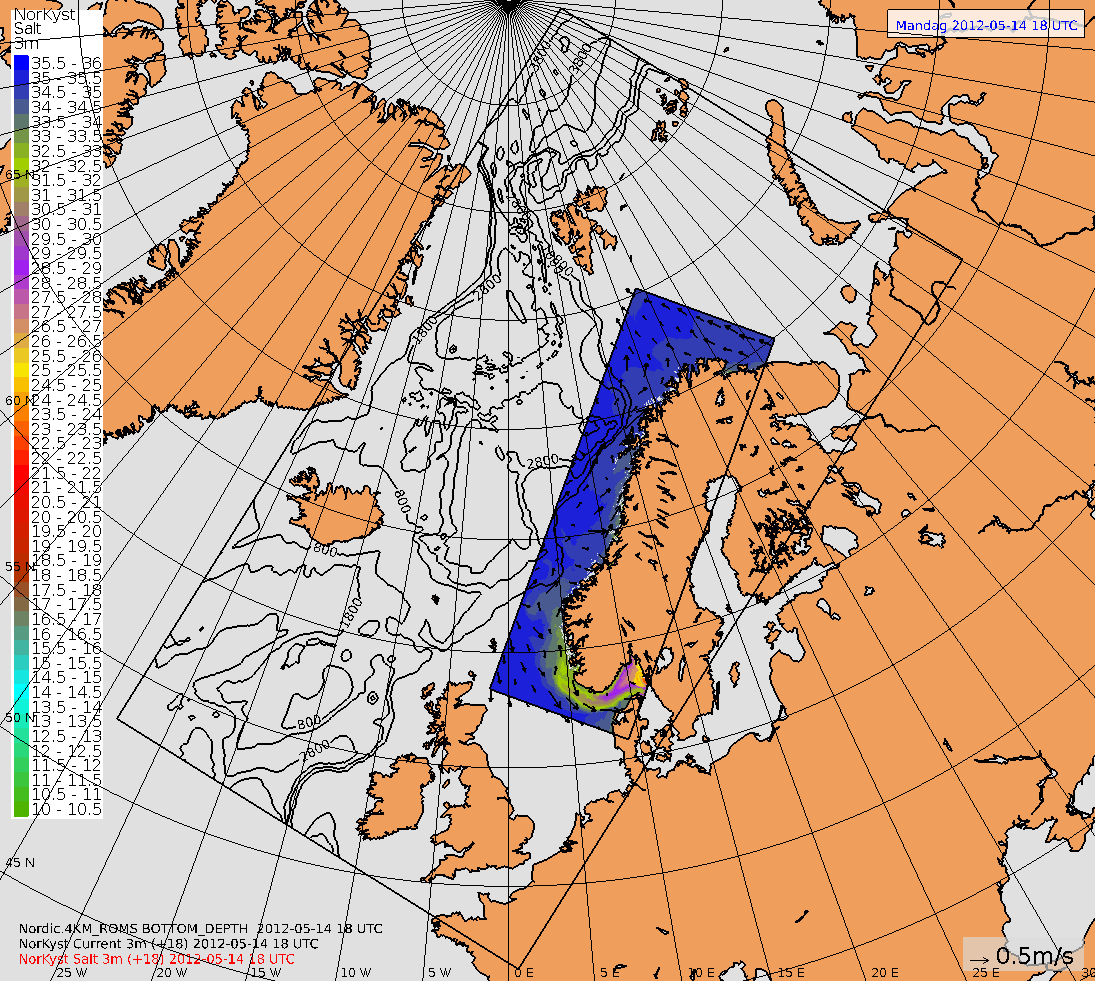 NorKyst
Salt
3m
Mandag 2012-05-14 18 UTC
35.5 - 36
35 - 35.5
34.5 - 35
34 - 34.5
33.5 - 34
33 - 33.5
32.5 - 33
32 - 32.5
31.5 - 32
31 - 31.5
30.5 - 31
30 - 30.5
29.5 - 30
29 - 29.5
28.5 - 29
28 - 28.5
27.5 - 28
27 - 27.5
26.5 - 27
26 - 26.5
25.5 - 26
25 - 25.5
24.5 - 25
24 - 24.5
23.5 - 24
23 - 23.5
22.5 - 23
22 - 22.5
21.5 - 22
21 - 21.5
20.5 - 21
20 - 20.5
19.5 - 20
19 - 19.5
18.5 - 19
18 - 18.5
17.5 - 18
17 - 17.5
16.5 - 17
16 - 16.5
15.5 - 16
15 - 15.5
14.5 - 15
14 - 14.5
13.5 - 14
13 - 13.5
12.5 - 13
12 - 12.5
11.5 - 12
11 - 11.5
10.5 - 11
10 - 10.5
65 N
60 N
55 N
50 N
45 N
3800
3800
2800
1800
2800
800
800
1800
1800
800
2800
Nordic.4KM_ROMS BOTTOM_DEPTH 2012-05-14 18 UTC
NorKyst Current 3m (+18) 2012-05-14 18 UTC
NorKyst Salt 3m (+18) 2012-05-14 18 UTC
0.5m/s
25 W
20 W
15 W
10 W
5 W
0 E
5 E
10 E
15 E
20 E
25 E
30